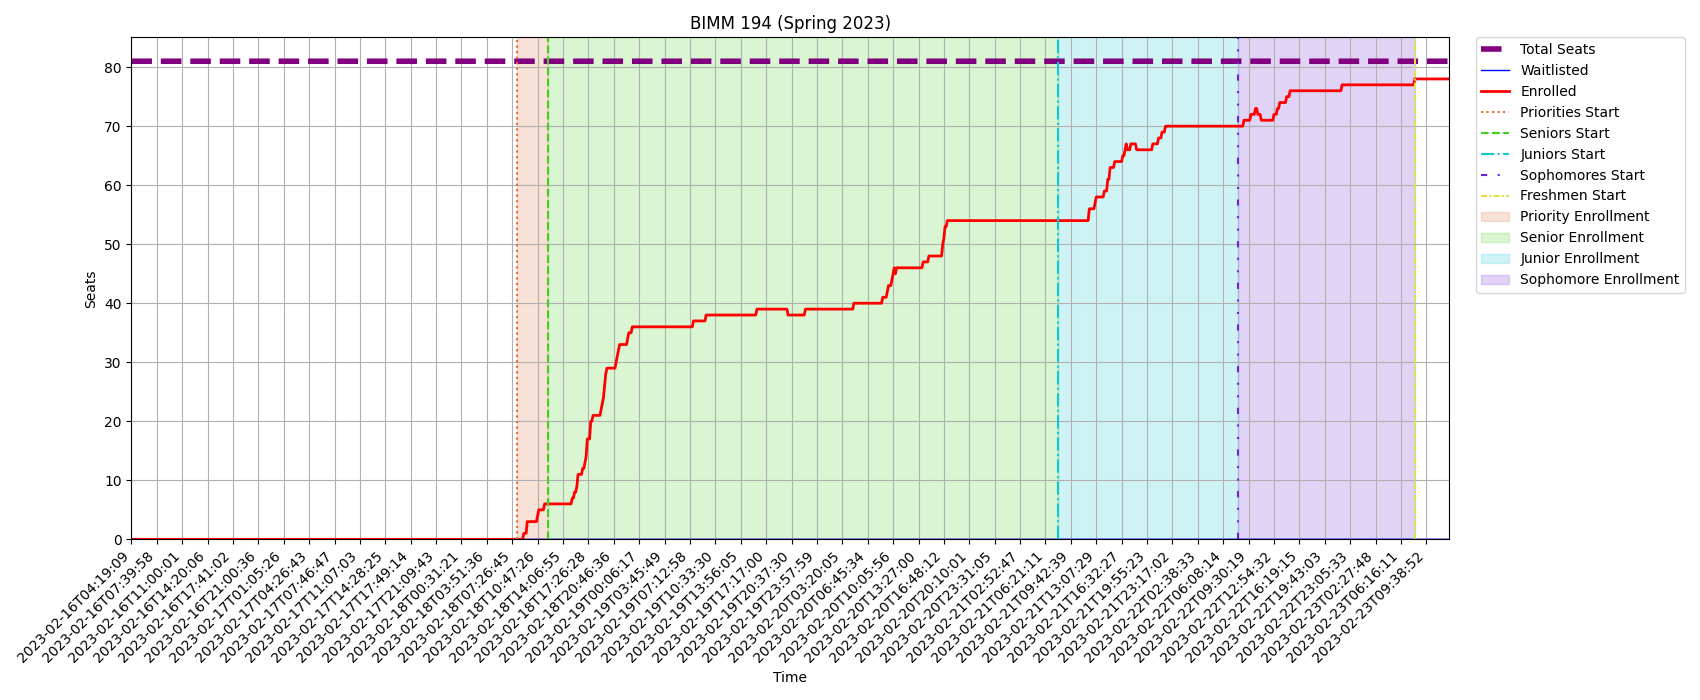 BIMM 194 (Spring 2023)
Total Seats
Waitlisted
Enrolled
Priorities Start
Seniors Start
Juniors Start
Sophomores Start
Freshmen Start
Priority Enrollment
Senior Enrollment
Junior Enrollment
Sophomore Enrollment
Seats
80
70
60
50
40
30
20
10
0
2023-02-16T04:19:09
2023-02-16T07:39:58
2023-02-16T11:00:01
2023-02-16T14:20:06
2023-02-16T17:41:02
2023-02-16T21:00:36
2023-02-17T01:05:26
2023-02-17T04:26:43
2023-02-17T07:46:47
2023-02-17T11:07:03
2023-02-17T14:28:25
2023-02-17T17:49:14
2023-02-17T21:09:43
2023-02-18T00:31:21
2023-02-18T03:51:36
2023-02-18T07:26:45
2023-02-18T10:47:26
2023-02-18T14:06:55
2023-02-18T17:26:28
2023-02-18T20:46:36
2023-02-19T00:06:17
2023-02-19T03:45:49
2023-02-19T07:12:58
2023-02-19T10:33:30
2023-02-19T13:56:05
2023-02-19T17:17:00
2023-02-19T20:37:30
2023-02-19T23:57:59
2023-02-20T03:20:05
2023-02-20T06:45:34
2023-02-20T10:05:56
2023-02-20T13:27:00
2023-02-20T16:48:12
2023-02-20T20:10:01
2023-02-20T23:31:05
2023-02-21T02:52:47
2023-02-21T06:21:11
2023-02-21T09:42:39
2023-02-21T13:07:29
2023-02-21T16:32:27
2023-02-21T19:55:23
2023-02-21T23:17:02
2023-02-22T02:38:33
2023-02-22T06:08:14
2023-02-22T09:30:19
2023-02-22T12:54:32
2023-02-22T16:19:15
2023-02-22T19:43:03
2023-02-22T23:05:33
2023-02-23T02:27:48
2023-02-23T06:16:11
2023-02-23T09:38:52
Time